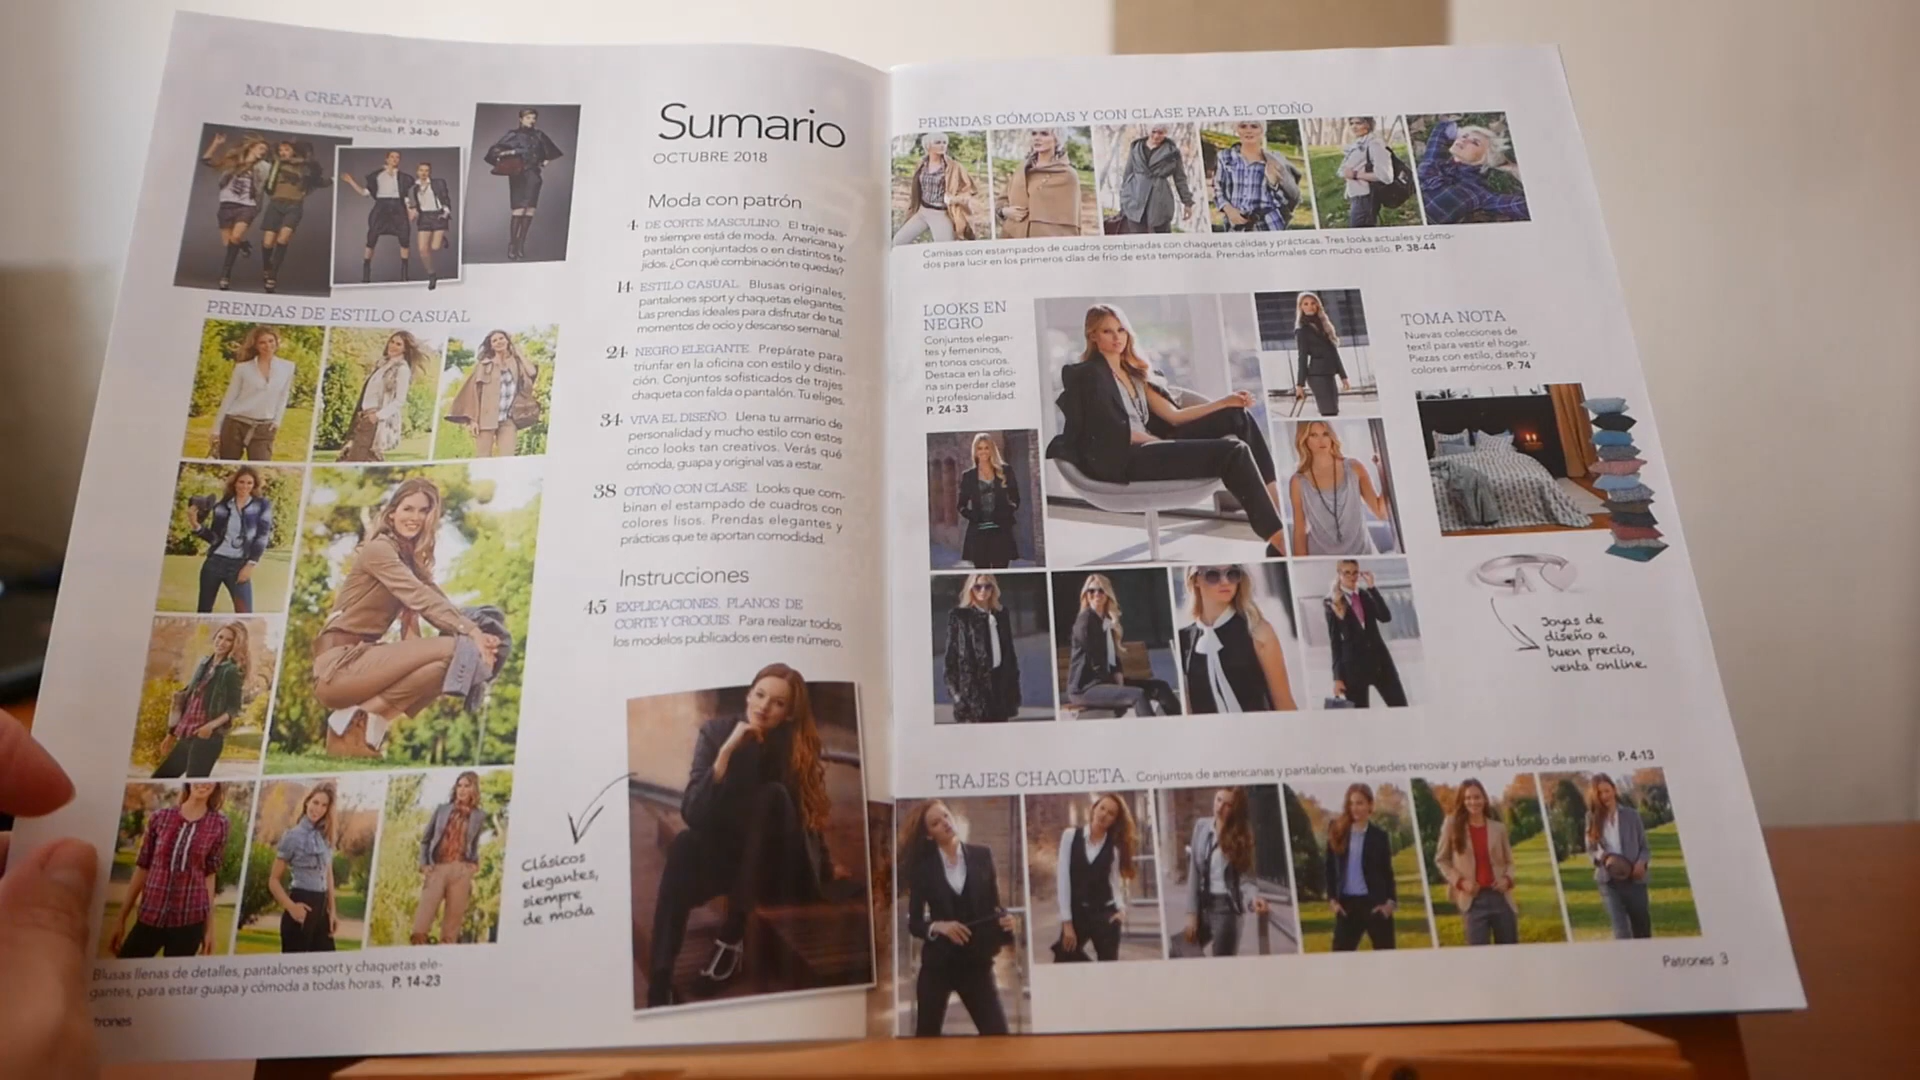 MODA CREATIVA
Aire fresco con piezas originales y creativas
que no pasan desapercibidas. P. 34-36
PRENDAS DE ESTILO CASUAL
Blusas llenas de detalles, pantalones sport y chaquetas ele-
gantes, para estar guapa y cómoda a todas horas. P. 14-23
trones
Sumario
OCTUBRE 2018
Moda con patrón
4 DE CORTE MASCULINO. El traje sas-
tre siempre está de moda. Americana y
pantalón conjuntados o en distintos te-
jidos. ¿Con qué combinación te quedas?
14 ESTILO CASUAL. Blusas originales,
pantalones sport y chaquetas elegantes.
Las prendas ideales para disfrutar de tus
momentos de ocio y descanso semanal.
24 NEGRO ELEGANTE. Prepárate para
triunfar en la oficina con estilo y distin-
ción. Conjuntos sofisticados de trajes
chaqueta con falda o pantalón. Tu eliges.
34 VIVA EL DISEÑO. Llena tu armario de
personalidad y mucho estilo con estos
cinco looks tan creativos. Verás qué
cómoda, guapa y original vas a estar.
38 OTOÑO CON CLASE. Looks que com-
binan el estampado de cuadros con
colores lisos. Prendas elegantes y
prácticas que te aportan comodidad.
Instrucciones
45 EXPLICACIONES, PLANOS DE
CORTE Y CROQUIS. Para realizar todos
los modelos publicados en este número.
Clásicos
elegantes,
siempre
de moda
PRENDAS CÓMODAS Y CON CLASE PARA EL OTOÑO
Camisas con estampados de cuadros combinadas con chaquetas cálidas y prácticas. Tres looks actuales y cómo-
dos para lucir en los primeros días de frío de esta temporada. Prendas informales con mucho estilo. P. 38-44
LOOKS EN
NEGRO
Conjuntos elegan-
tes y femeninos,
en tonos oscuros.
Destaca en la ofici-
na sin perder clase
ni profesionalidad.
P. 24-33
TOMA NOTA
Nuevas colecciones de
textil para vestir el hogar.
Piezas con estilo, diseño y
colores armónicos. P. 74
Joyas de
diseño a
buen precio,
venta online.
TRAJES CHAQUETA. Conjuntos de americanas y pantalones. Ya puedes renovar y ampliar tu fondo de armario. P. 4-13
Patrones 3